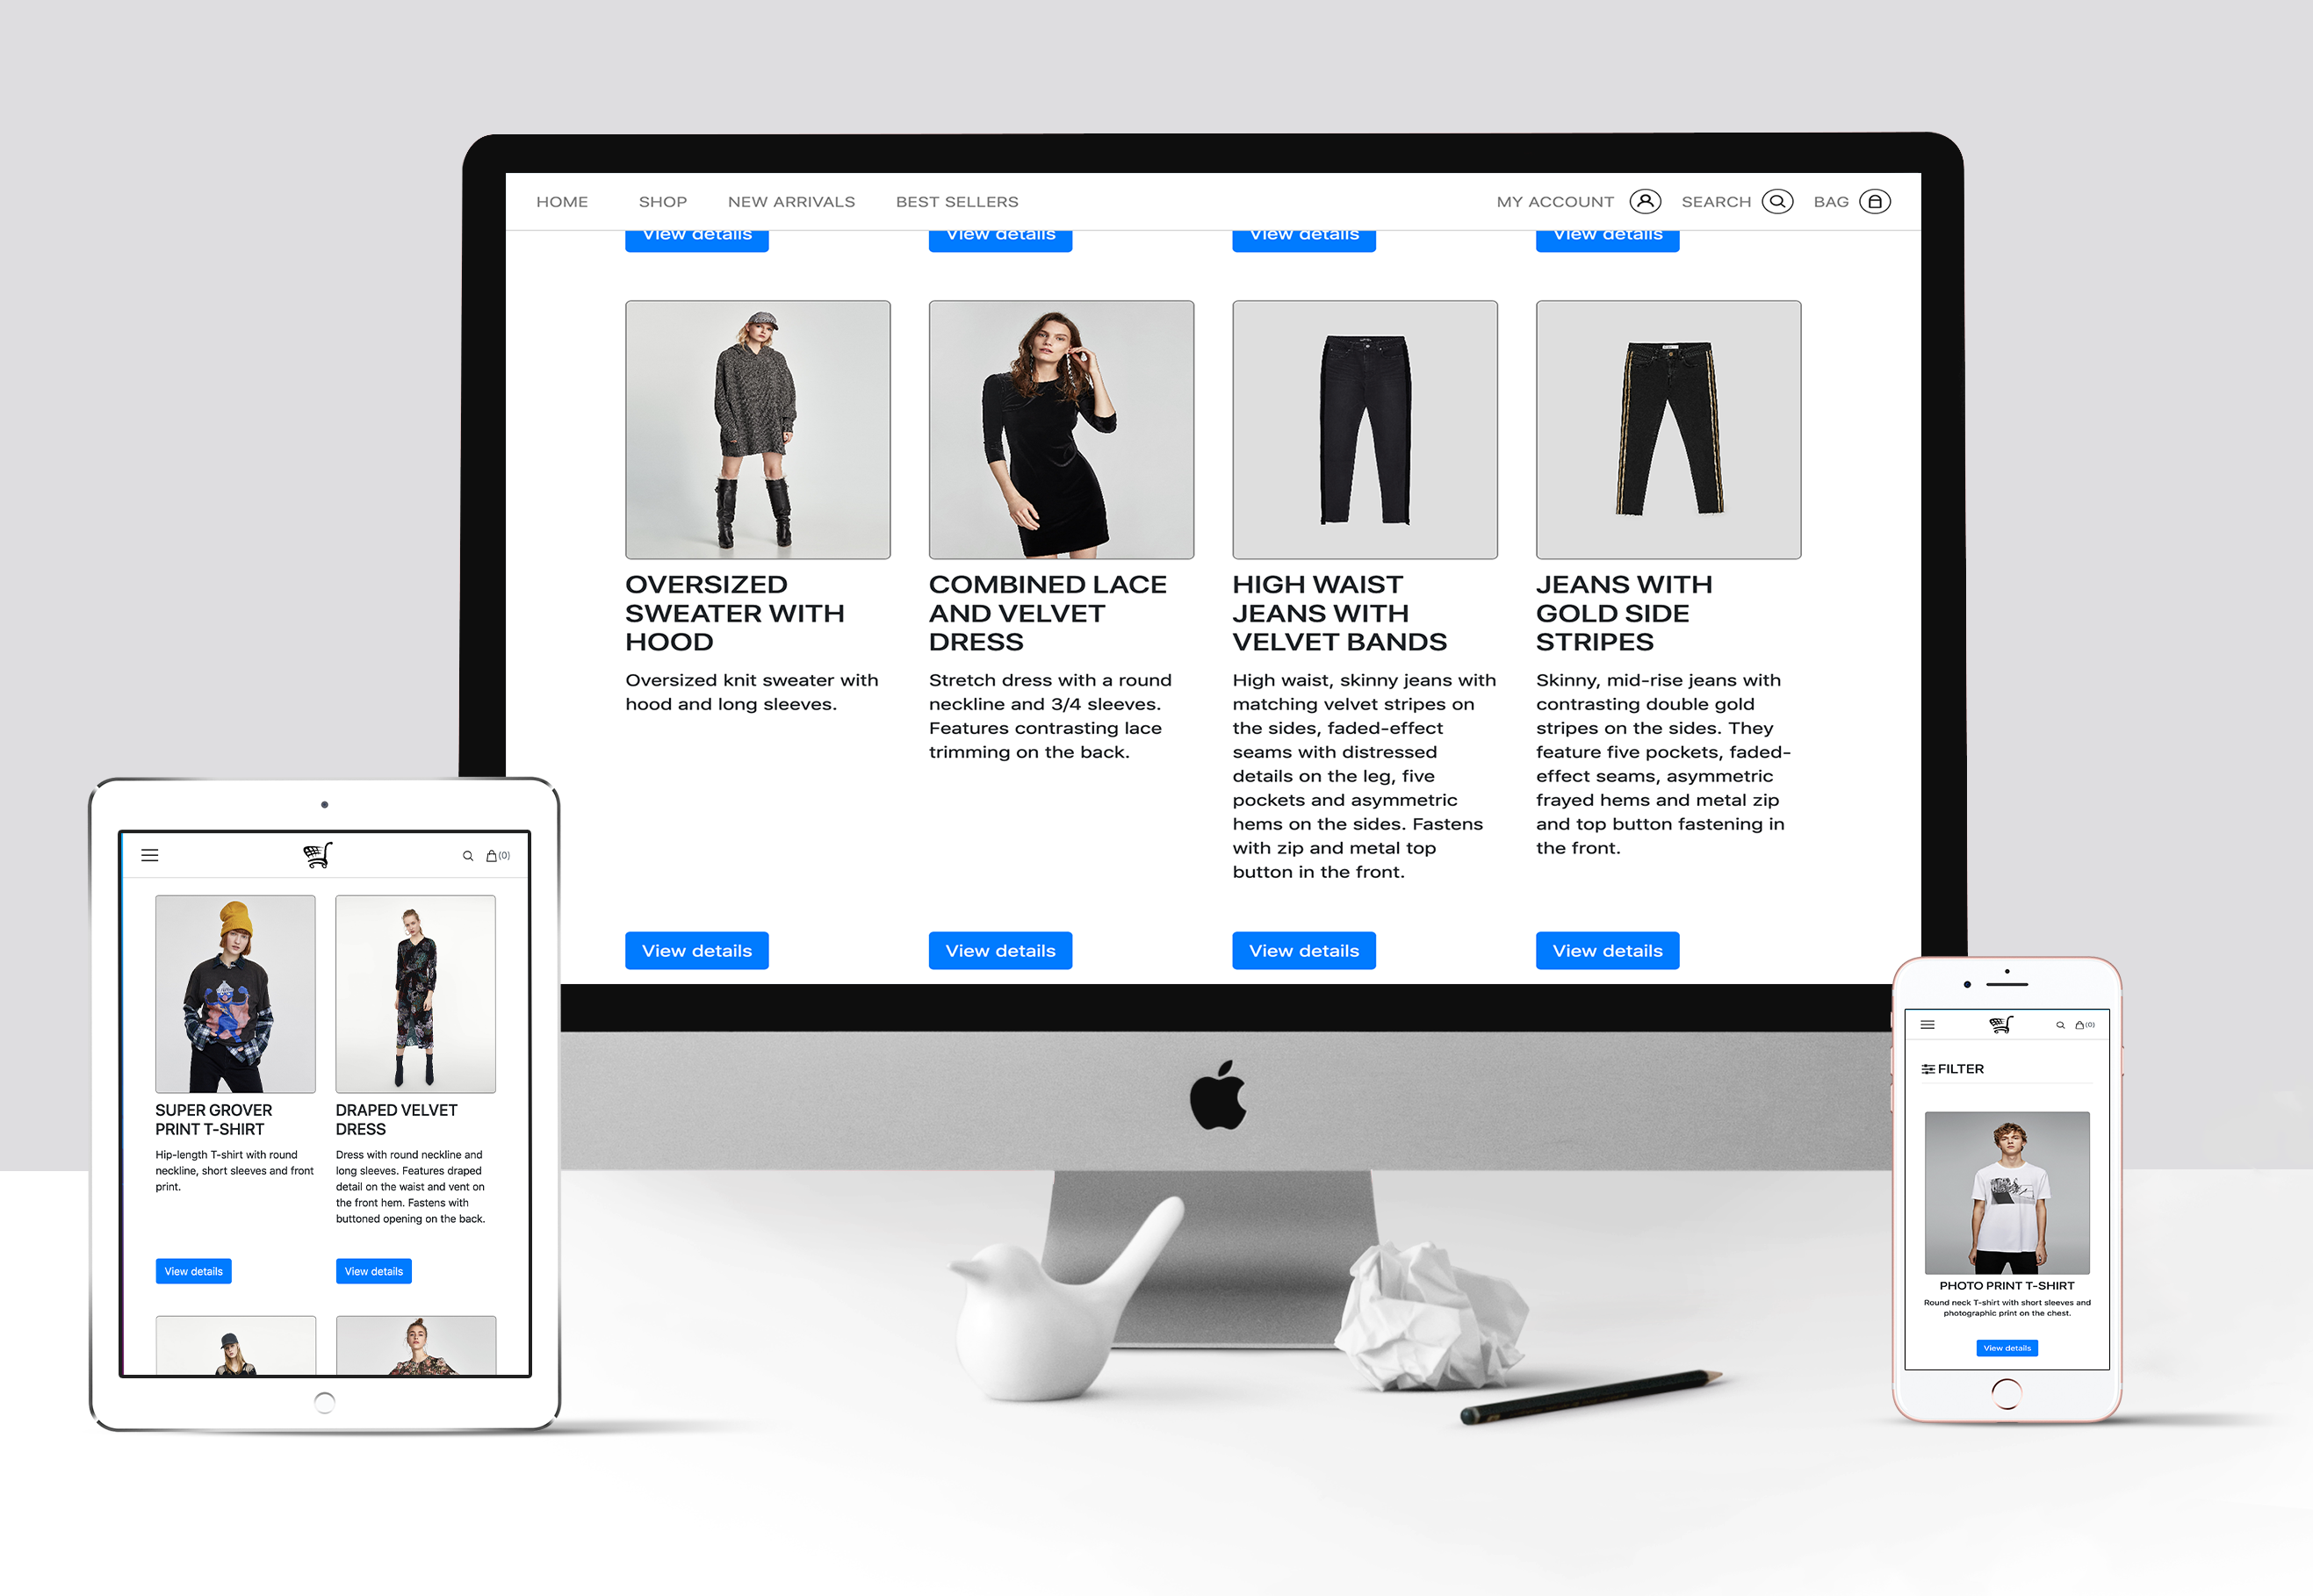 HOME SHOP NEW ARRIVALS BEST SELLERS MY ACCOUNT SEARCH BAG
View details View details View details View details
OVERSIZED
SWEATER WITH
HOOD
Oversized knit sweater with
hood and long sleeves.
View details
COMBINED LACE
AND VELVET
DRESS
Stretch dress with a round
neckline and 3/4 sleeves.
Features contrasting lace
trimming on the back.
View details
HIGH WAIST
JEANS WITH
VELVET BANDS
High waist, skinny jeans with
matching velvet stripes on
the sides, faded-effect
seams with distressed
details on the leg, five
pockets and asymmetric
hems on the sides. Fastens
with zip and metal top
button in the front.
View details
JEANS WITH
GOLD SIDE
STRIPES
Skinny, mid-rise jeans with
contrasting double gold
stripes on the sides. They
feature five pockets, faded-
effect seams, asymmetric
frayed hems and metal zip
and top button fastening in
the front.
View details
(0)
SUPER GROVER
PRINT T-SHIRT
Hip-length T-shirt with round
neckline, short sleeves and front
print.
View details
DRAPED VELVET
DRESS
Dress with round neckline and
long sleeves. Features draped
detail on the waist and vent on
the front hem. Fastens with
buttoned opening on the back.
View details
(0)
FILTER
PHOTO PRINT T-SHIRT
Round neck T-shirt with short sleeves and
photographic print on the chest.
View details